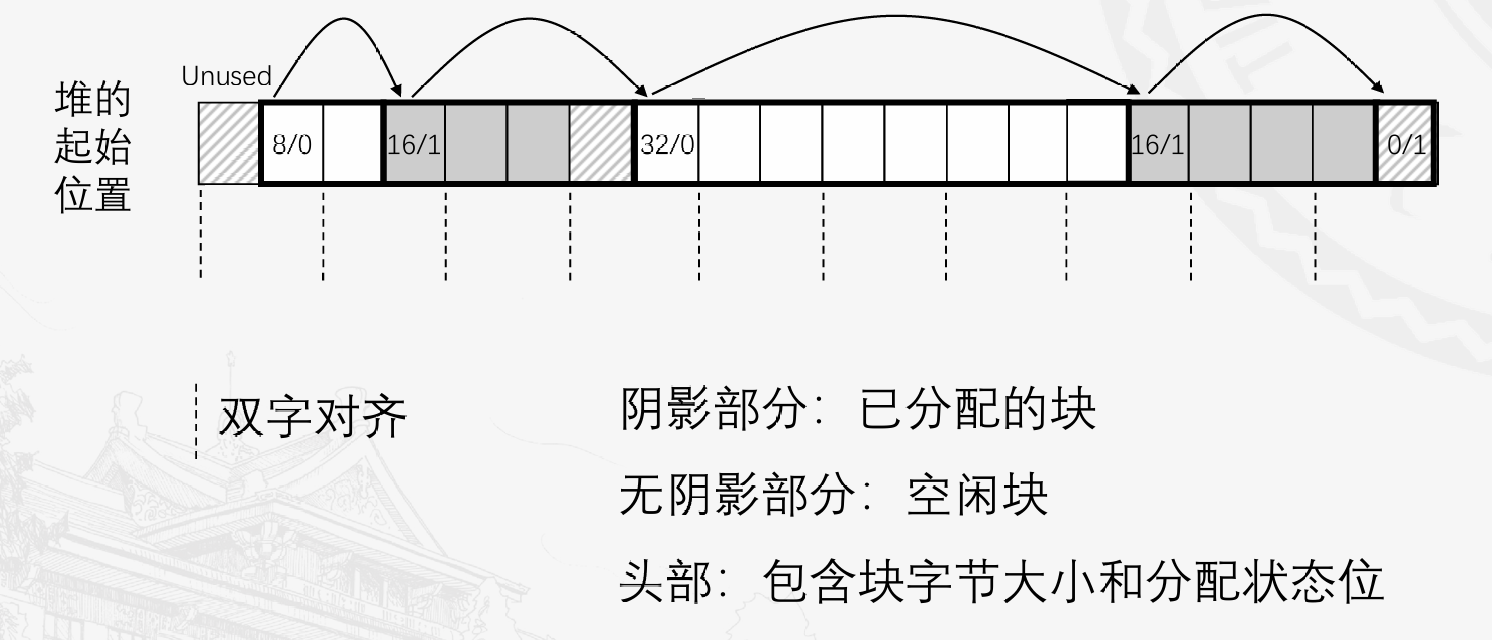 Unused
堆的
起始
位置
8/0 16/1 32/0 16/1 0/1
双字对齐
阴影部分：已分配的块
无阴影部分：空闲块
头部：包含块字节大小和分配状态位